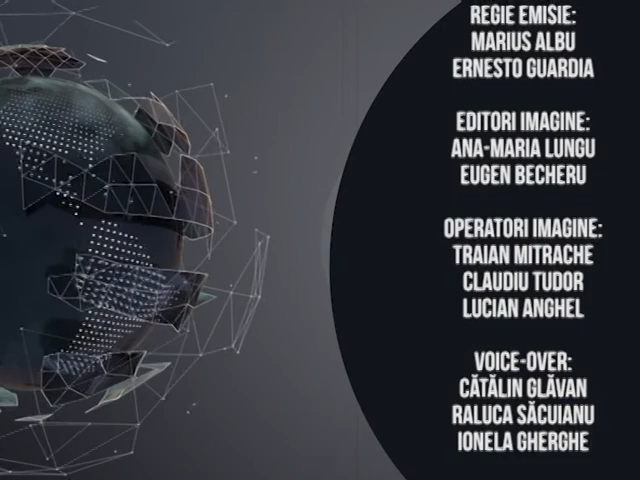 REGIE EMISIE:
MARIUS ALBU
ERNESTO GUARDIA
EDITORI IMAGINE:
ANA-MARIA LUNGU
EUGEN BECHERU
OPERATORI IMAGINE:
TRAIAN MITRACHE
CLAUDIU TUDOR
LUCIAN ANGHEL
VOICE-OVER:
CĂTĂLIN GLĂVAN
RALUCA SĂCUIANU
IONELA GHERGHE